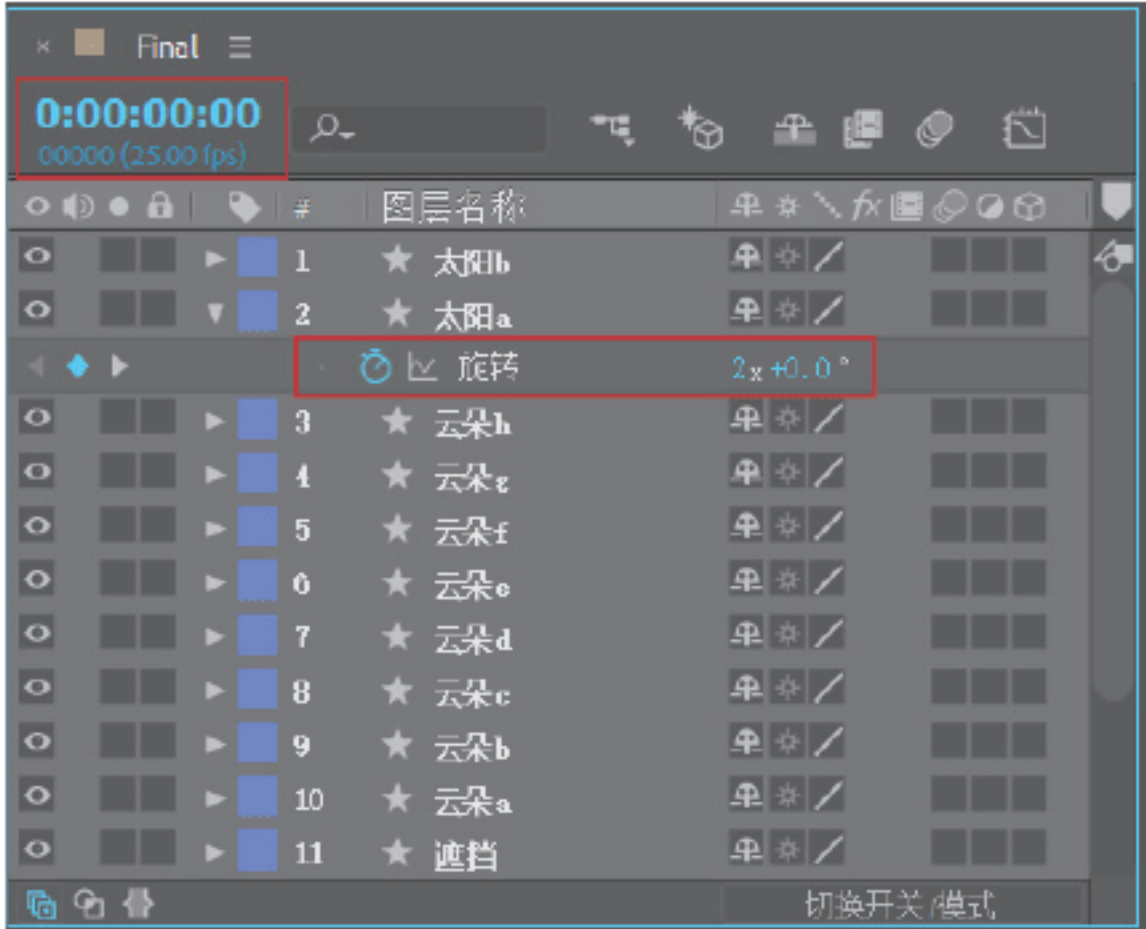 Final
0:00:00:00
00000 (25.00 fps)
# 图层名称 fx
1 太阳b
2 太阳a
旋转 2x+0.0°
3 云朵h
4 云朵g
5 云朵f
6 云朵e
7 云朵d
8 云朵c
9 云朵b
10 云朵a
11 遮挡
切换开关/模式